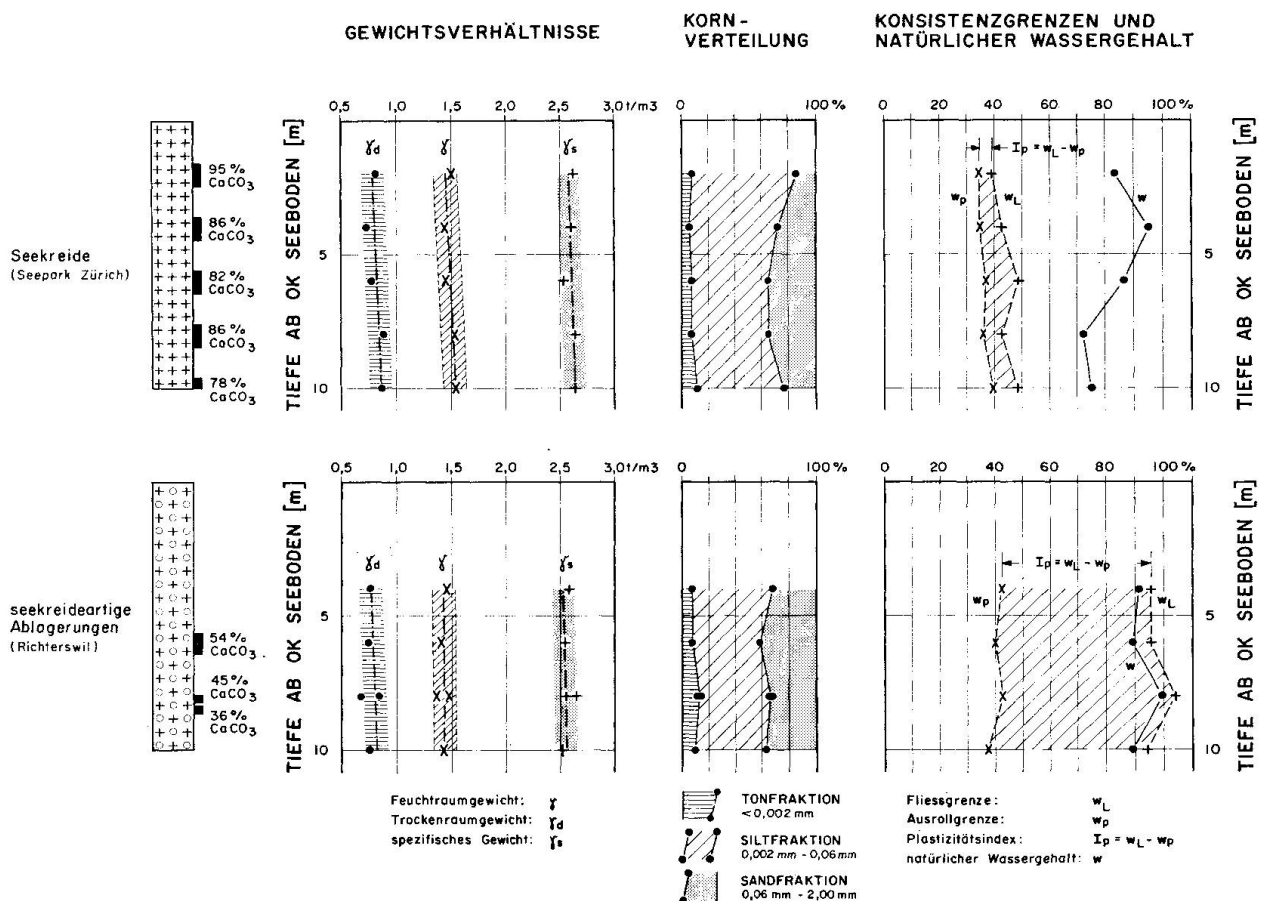 GEWICHTSVERHÄLTNISSE
KORN-
VERTEILUNG
KONSISTENZGRENZEN UND
NATÜRLICHER WASSERGEHALT
0,5 1,0 1,5 2,0 2,5 3,0 t/m3
0 100 %
0 20 40 60 80 100 %
Seekreide
(Seepark Zürich)
95 %
CaCO3
86 %
CaCO3
82 %
CaCO3
86 %
CaCO3
78 %
CaCO3
TIEFE AB OK SEEBODEN [m]
5
10
γd γ γs
5
10
Ip = wL - wp
wp wL w
5
10
TIEFE AB OK SEEBODEN [m]
0,5 1,0 1,5 2,0 2,5 3,0 t/m3
0 100 %
0 20 40 60 80 100 %
seekreideartige
Ablagerungen
(Richterswil)
54 %
CaCO3
45 %
CaCO3
36 %
CaCO3
TIEFE AB OK SEEBODEN [m]
5
10
γd γ γs
Ip = wL - wp
wp wL
w
5
10
TIEFE AB OK SEEBODEN [m]
Feuchtraumgewicht: γ
Trockenraumgewicht: γd
spezifisches Gewicht: γs
TONFRAKTION
< 0,002 mm
SILTFRAKTION
0,002 mm - 0,06 mm
SANDFRAKTION
0,06 mm - 2,00 mm
Fliessgrenze: wL
Ausrollgrenze: wp
Plastizitätsindex: Ip = wL - wp
natürlicher Wassergehalt: w